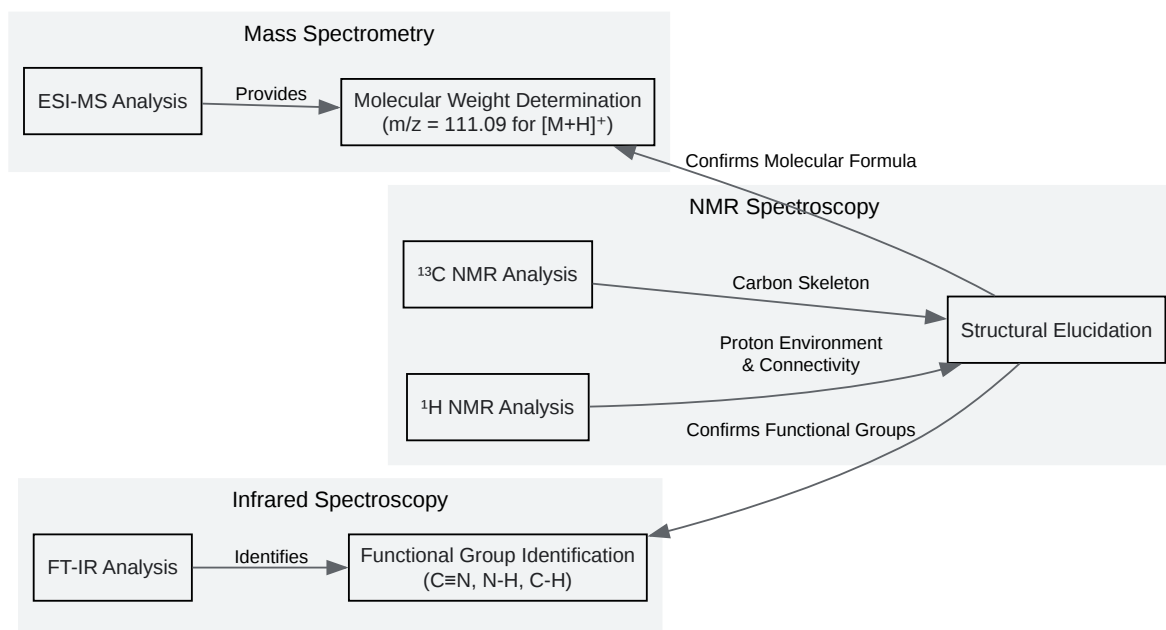 Mass Spectrometry
ESI-MS Analysis
Provides
Molecular Weight Determination
(m/z = 111.09 for [M+H]⁺)
Confirms Molecular Formula
NMR Spectroscopy
¹³C NMR Analysis
Carbon Skeleton
Structural Elucidation
Proton Environment
& Connectivity
¹H NMR Analysis
Confirms Functional Groups
Infrared Spectroscopy
FT-IR Analysis
Identifies
Functional Group Identification
(C≡N, N-H, C-H)